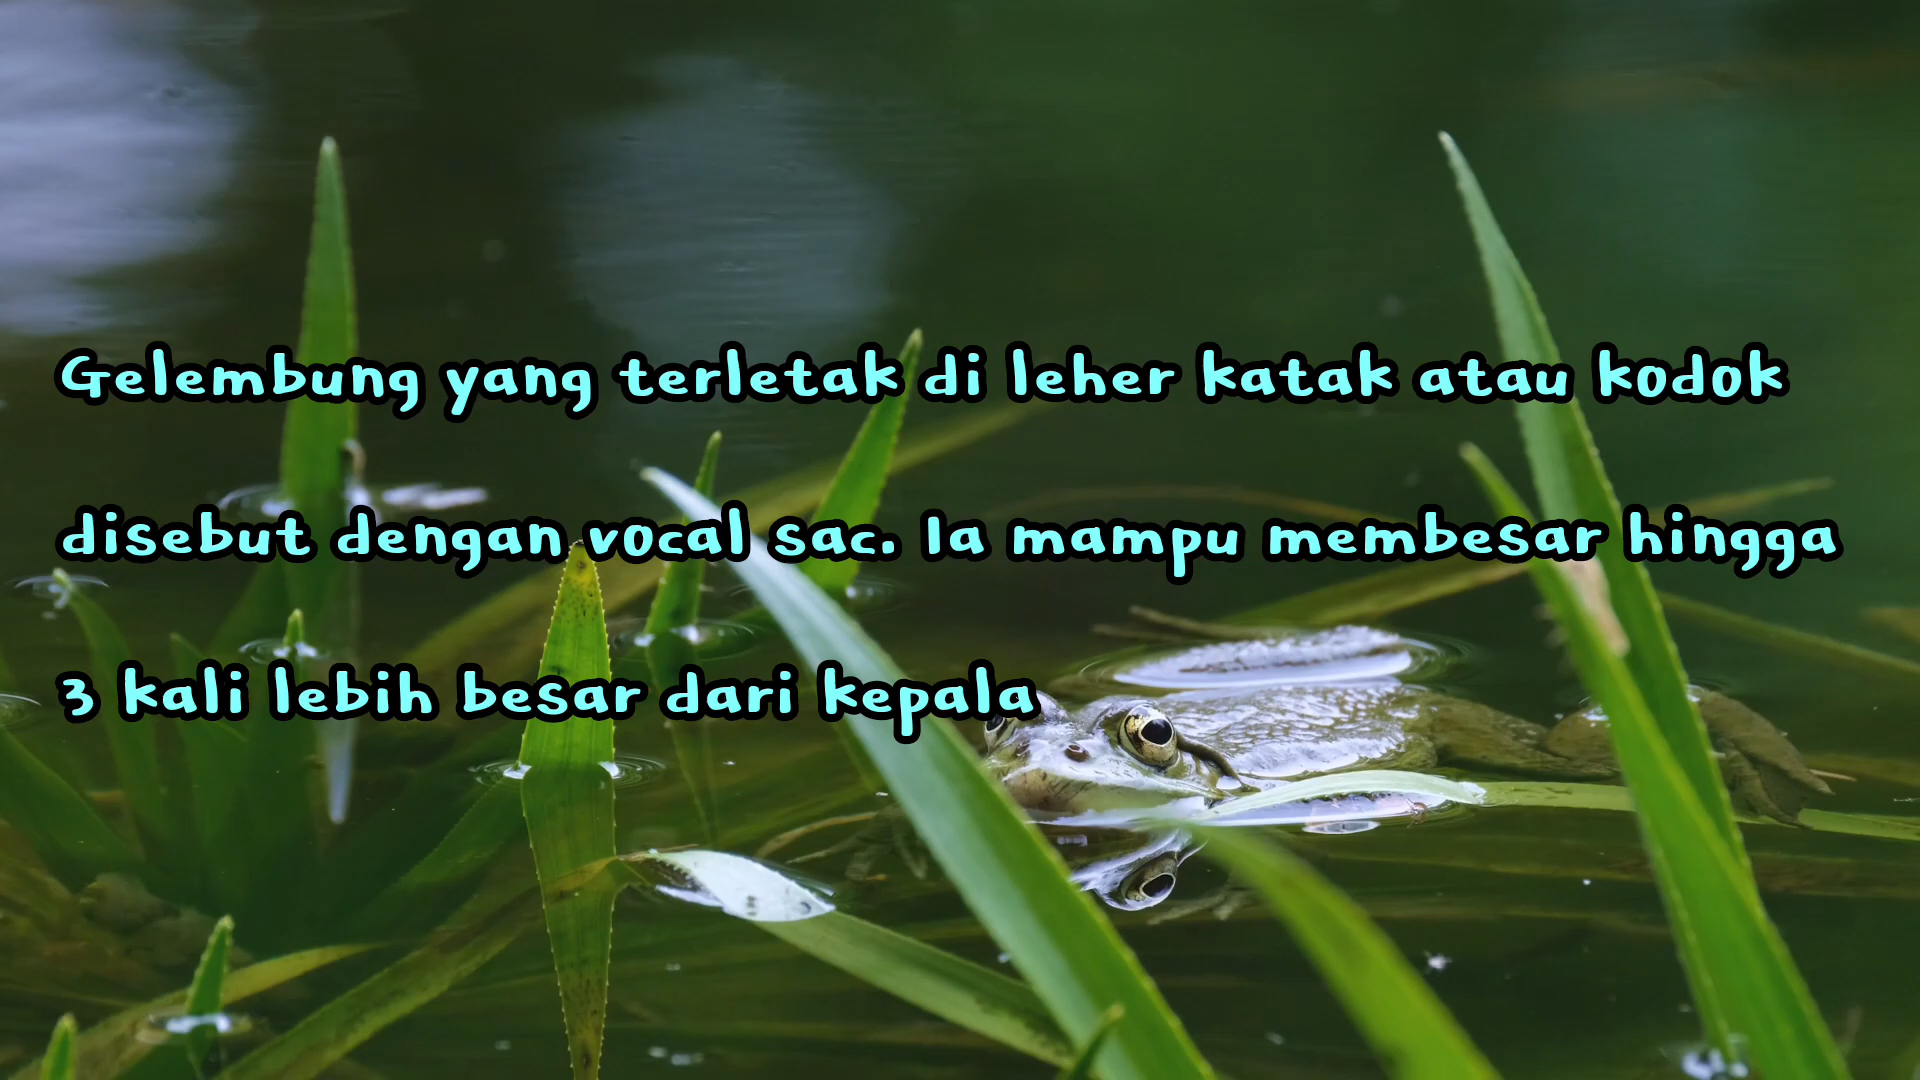 Gelembung yang terletak di leher katak atau kodok
disebut dengan vocal sac. Ia mampu membesar hingga
3 kali lebih besar dari kepala